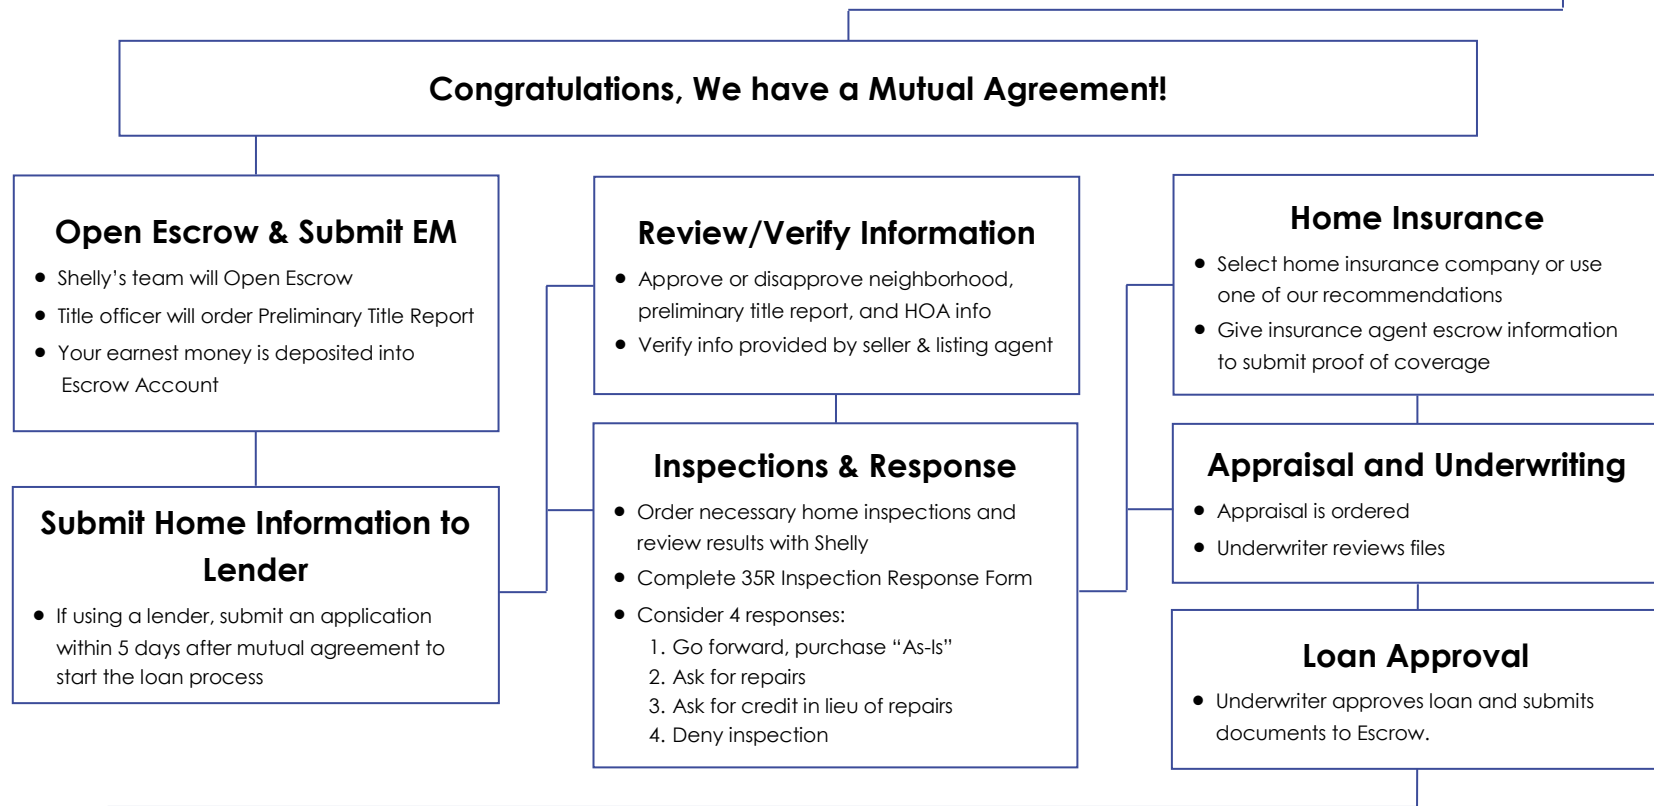 Congratulations, We have a Mutual Agreement!
Open Escrow & Submit EM
• Shelly’s team will Open Escrow
• Title officer will order Preliminary Title Report
• Your earnest money is deposited into
Escrow Account
Submit Home Information to
Lender
• If using a lender, submit an application
within 5 days after mutual agreement to
start the loan process
Review/Verify Information
• Approve or disapprove neighborhood,
preliminary title report, and HOA info
• Verify info provided by seller & listing agent
Inspections & Response
• Order necessary home inspections and
review results with Shelly
• Complete 35R Inspection Response Form
• Consider 4 responses:
1. Go forward, purchase “As-Is”
2. Ask for repairs
3. Ask for credit in lieu of repairs
4. Deny inspection
Home Insurance
• Select home insurance company or use
one of our recommendations
• Give insurance agent escrow information
to submit proof of coverage
Appraisal and Underwriting
• Appraisal is ordered
• Underwriter reviews files
Loan Approval
• Underwriter approves loan and submits
documents to Escrow.